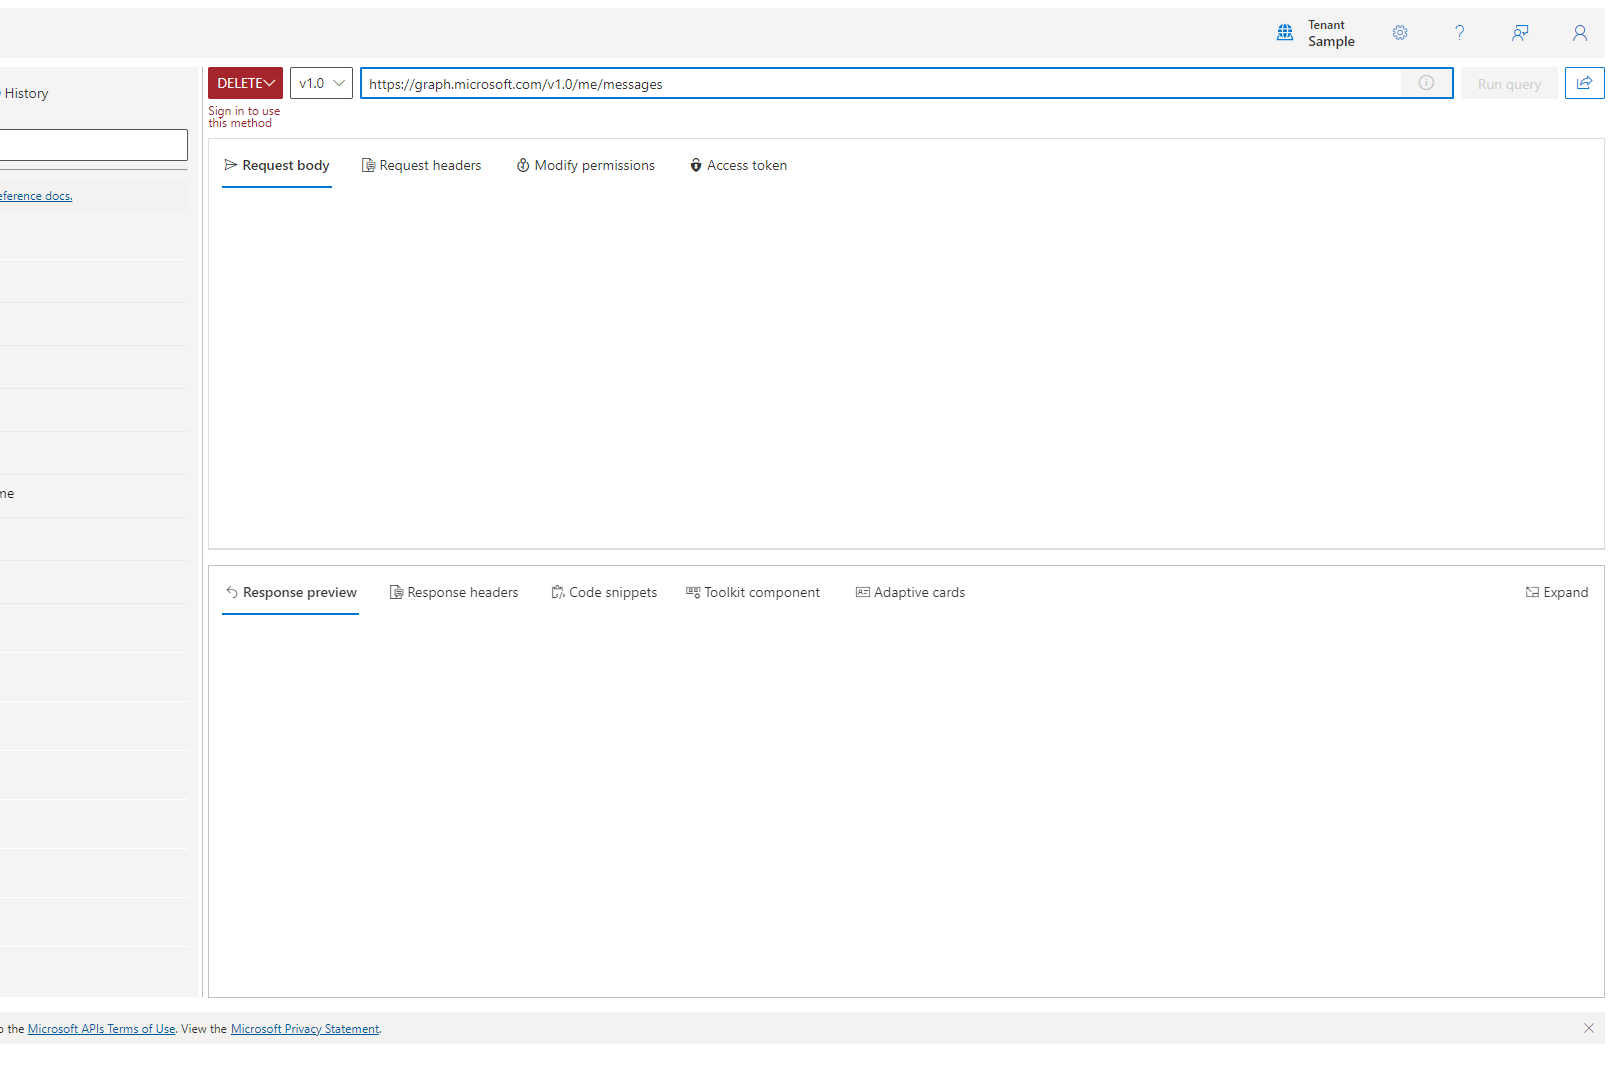 Tenant
Sample
History
DELETE
v1.0
https://graph.microsoft.com/v1.0/me/messages
Run query
Sign in to use
this method
Request body
Request headers
Modify permissions
Access token
eference docs.
me
Response preview
Response headers
Code snippets
Toolkit component
Adaptive cards
Expand
o the Microsoft APIs Terms of Use. View the Microsoft Privacy Statement.